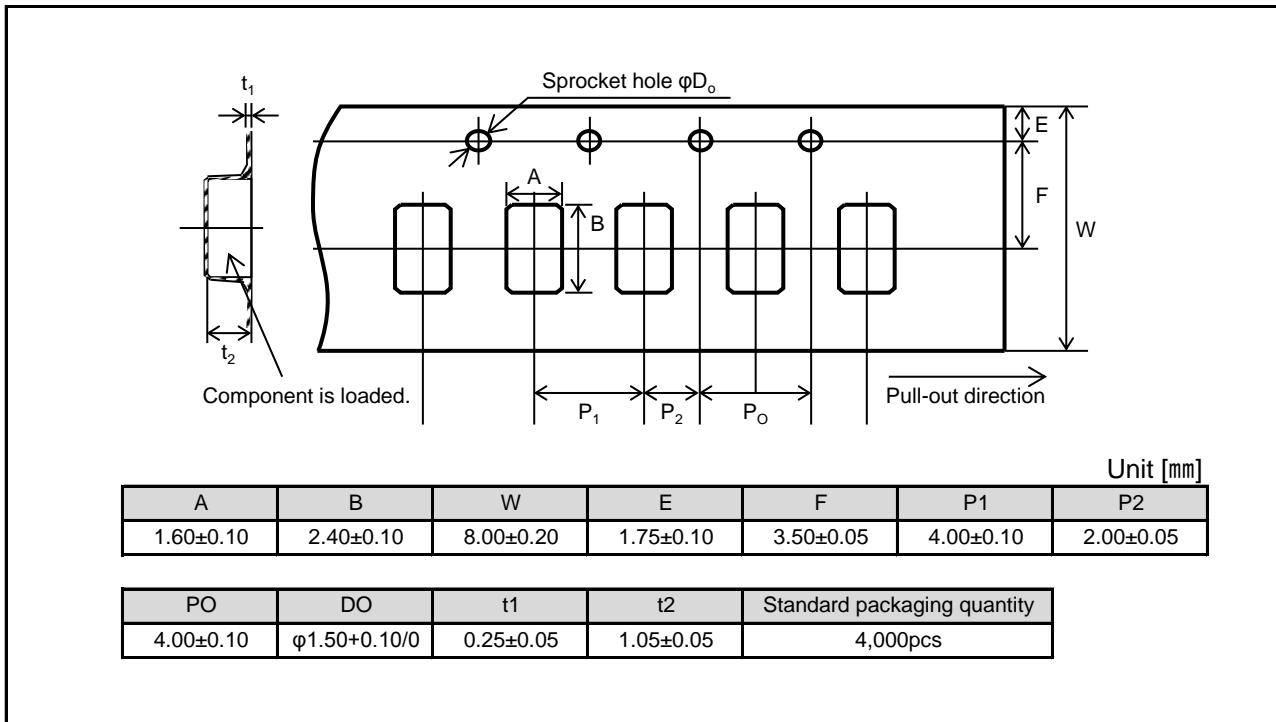 t₁
Sprocket hole φDₒ
E
A
F
B
W
t₂
Component is loaded.
P₁
P₂
P_O
Pull-out direction
Unit [㎜]
A B W E F P1 P2
1.60±0.10 2.40±0.10 8.00±0.20 1.75±0.10 3.50±0.05 4.00±0.10 2.00±0.05
PO DO t1 t2 Standard packaging quantity
4.00±0.10 φ1.50+0.10/0 0.25±0.05 1.05±0.05 4,000pcs